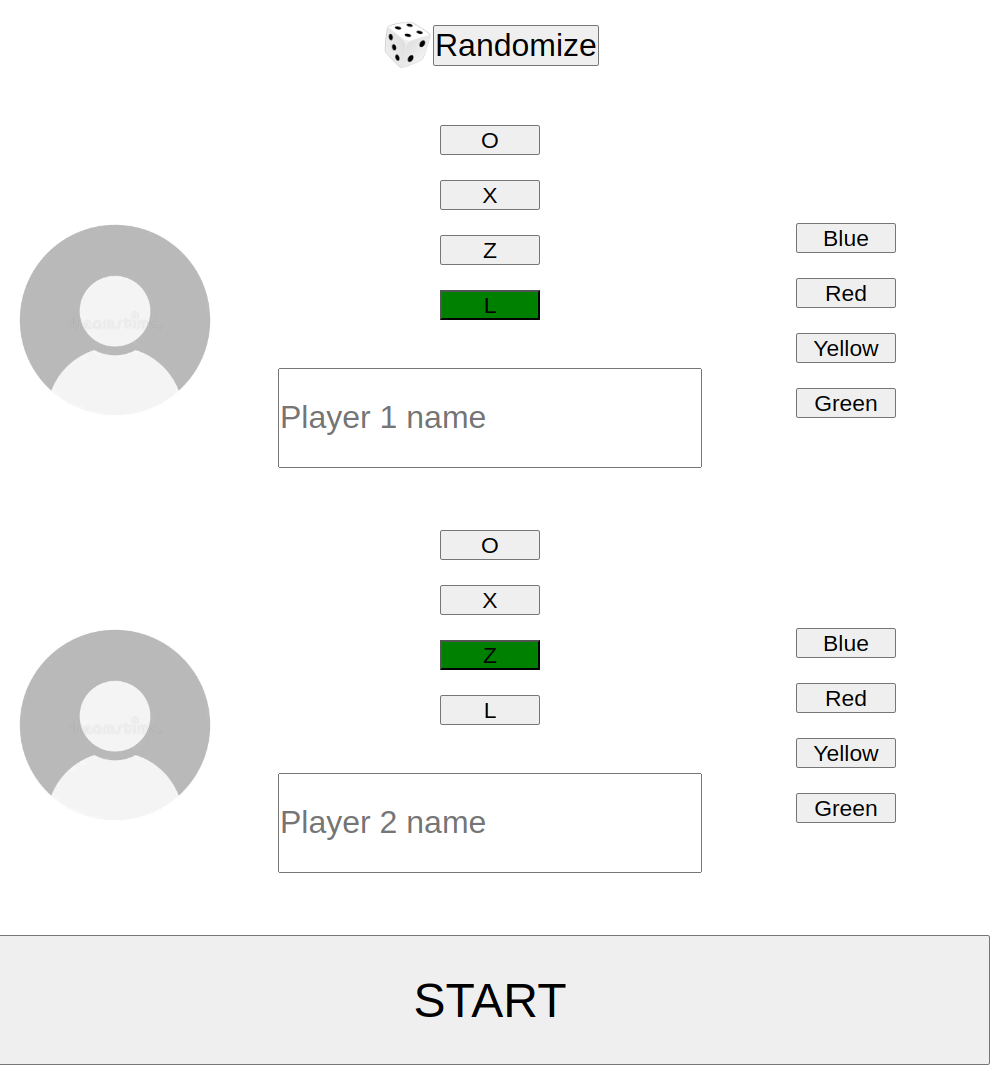 Randomize
O
X
Z
L
Player 1 name
Blue
Red
Yellow
Green
O
X
Z
L
Player 2 name
Blue
Red
Yellow
Green
START